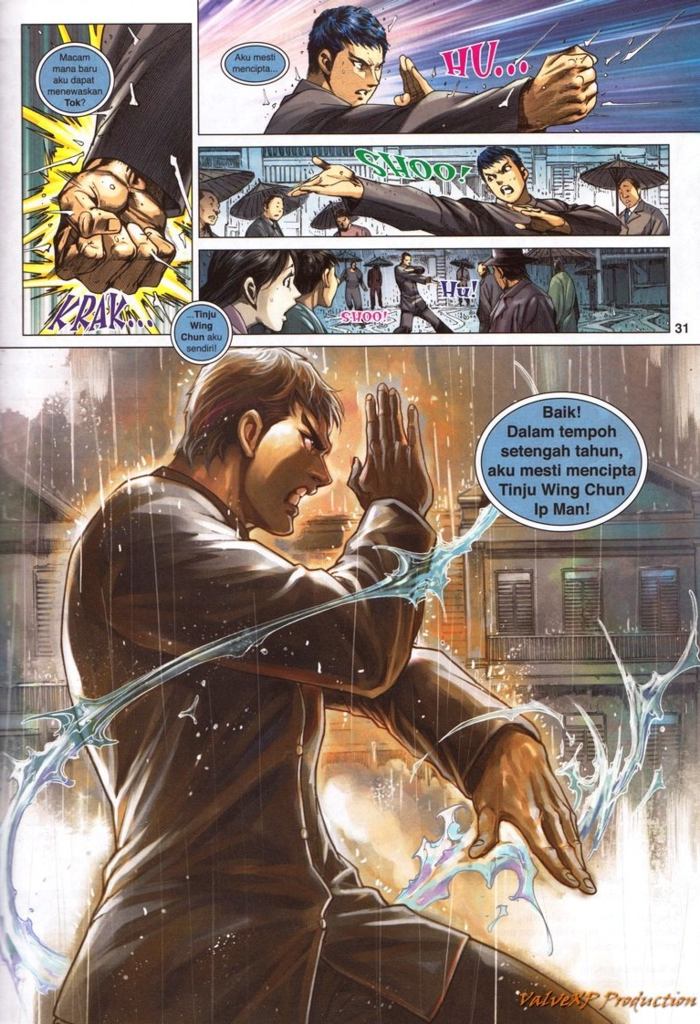 Macam
mana baru
aku dapat
menewaskan
Tok?
KRAK...
Aku mesti
mencipta...
HU...
SHOO!
SHOO!
Hu!
31
...Tinju
Wing
Chun aku
sendiri!
Baik!
Dalam tempoh
setengah tahun,
aku mesti mencipta
Tinju Wing Chun
Ip Man!
ValveXP Production